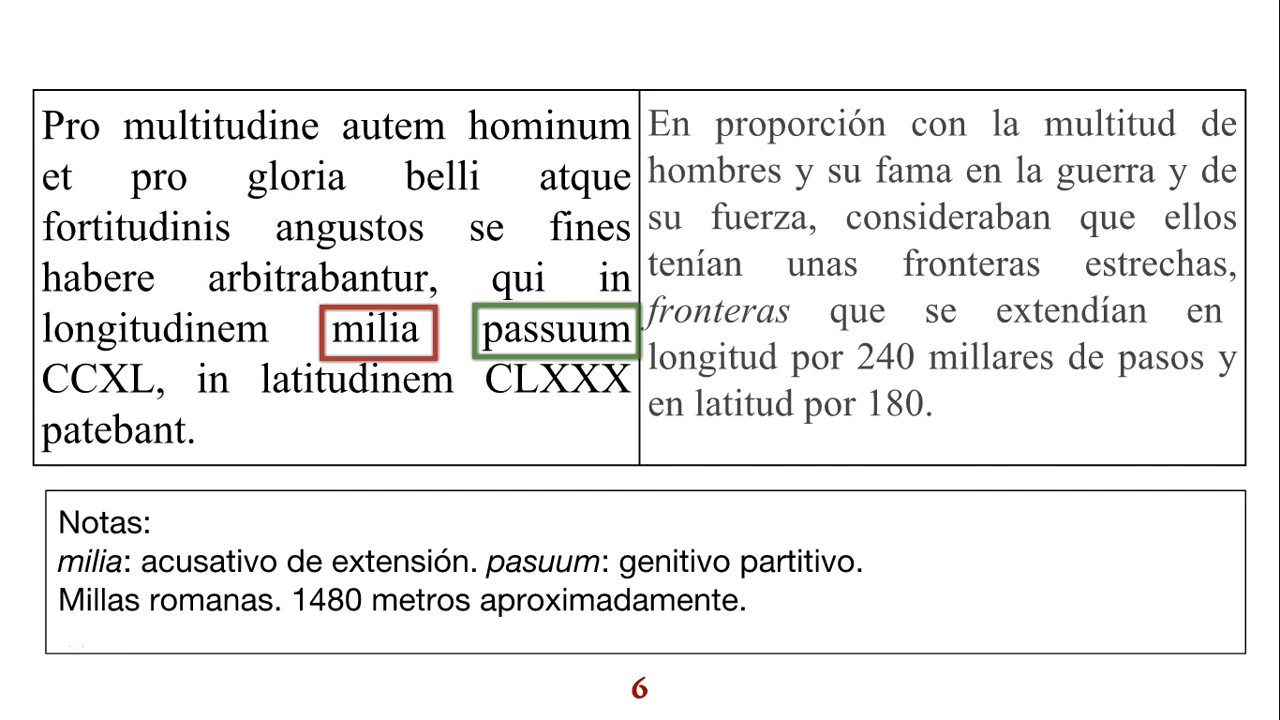 Pro multitudine autem hominum
et pro gloria belli atque
fortitudinis angustos se fines
habere arbitrabantur, qui in
longitudinem milia passuum
CCXL, in latitudinem CLXXX
patebant.
En proporción con la multitud de
hombres y su fama en la guerra y de
su fuerza, consideraban que ellos
tenían unas fronteras estrechas,
fronteras que se extendían en
longitud por 240 millares de pasos y
en latitud por 180.
Notas:
milia: acusativo de extensión. pasuum: genitivo partitivo.
Millas romanas. 1480 metros aproximadamente.
6